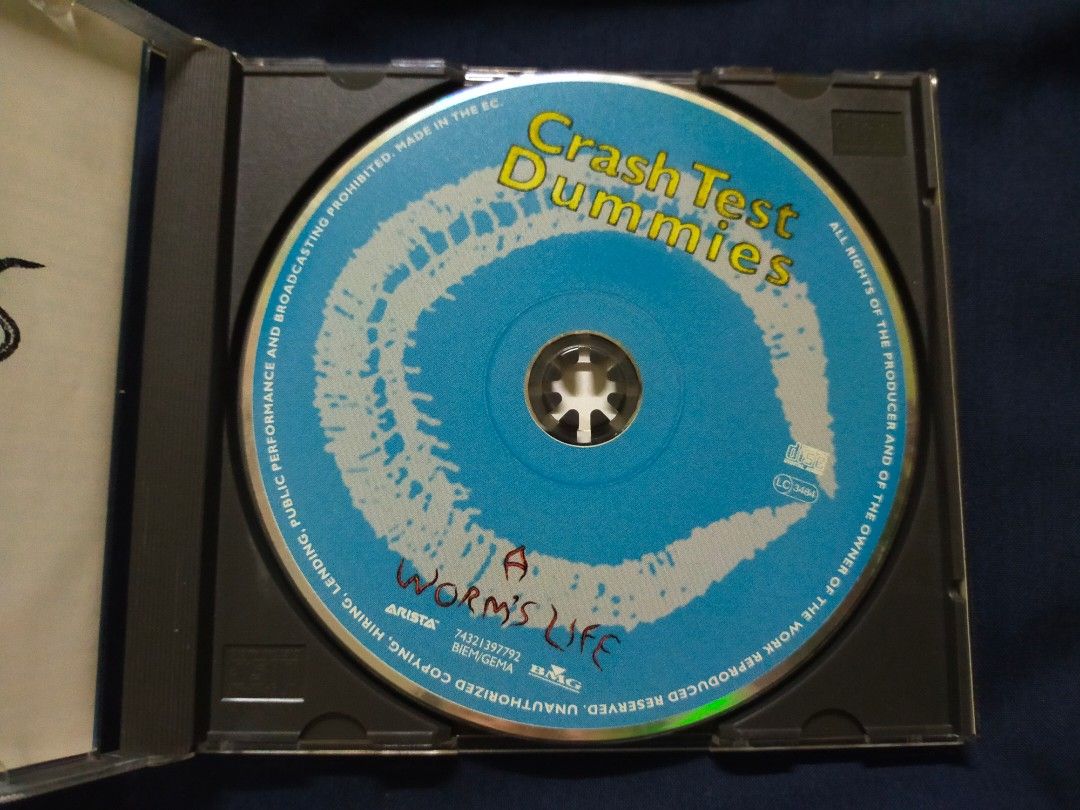 Crash Test
Dummies
A
WORM'S LIFE
ARISTA
74321397792
BIEM/GEMA
BMG
LC 3484
ALL RIGHTS OF THE PRODUCER AND OF THE OWNER OF THE WORK REPRODUCED RESERVED. UNAUTHORIZED COPYING, HIRING, LENDING, PUBLIC PERFORMANCE AND BROADCASTING PROHIBITED. MADE IN THE EC.